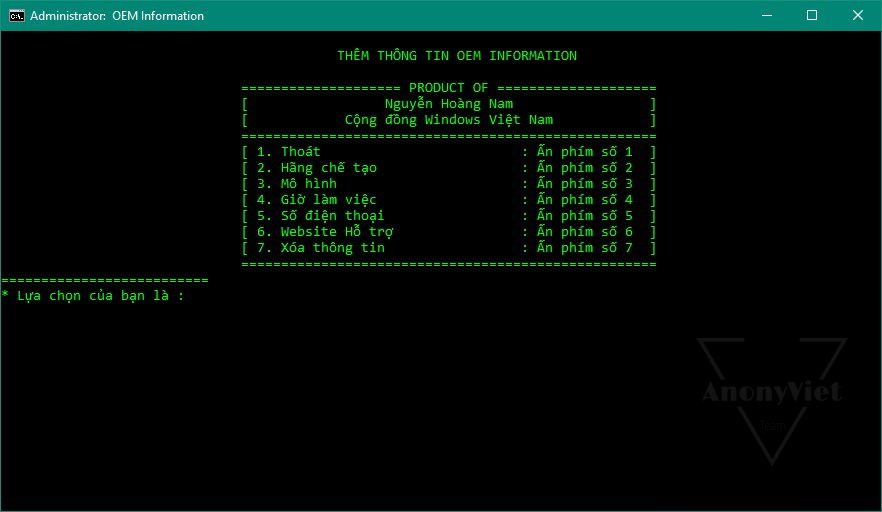 Administrator: OEM Information
THÊM THÔNG TIN OEM INFORMATION
==================== PRODUCT OF ====================
[ Nguyễn Hoàng Nam ]
[ Cộng đồng Windows Việt Nam ]
====================================================
[ 1. Thoát : Ấn phím số 1 ]
[ 2. Hãng chế tạo : Ấn phím số 2 ]
[ 3. Mô hình : Ấn phím số 3 ]
[ 4. Giờ làm việc : Ấn phím số 4 ]
[ 5. Số điện thoại : Ấn phím số 5 ]
[ 6. Website Hỗ trợ : Ấn phím số 6 ]
[ 7. Xóa thông tin : Ấn phím số 7 ]
====================================================
==========================
* Lựa chọn của bạn là :
AnonyViet
Team